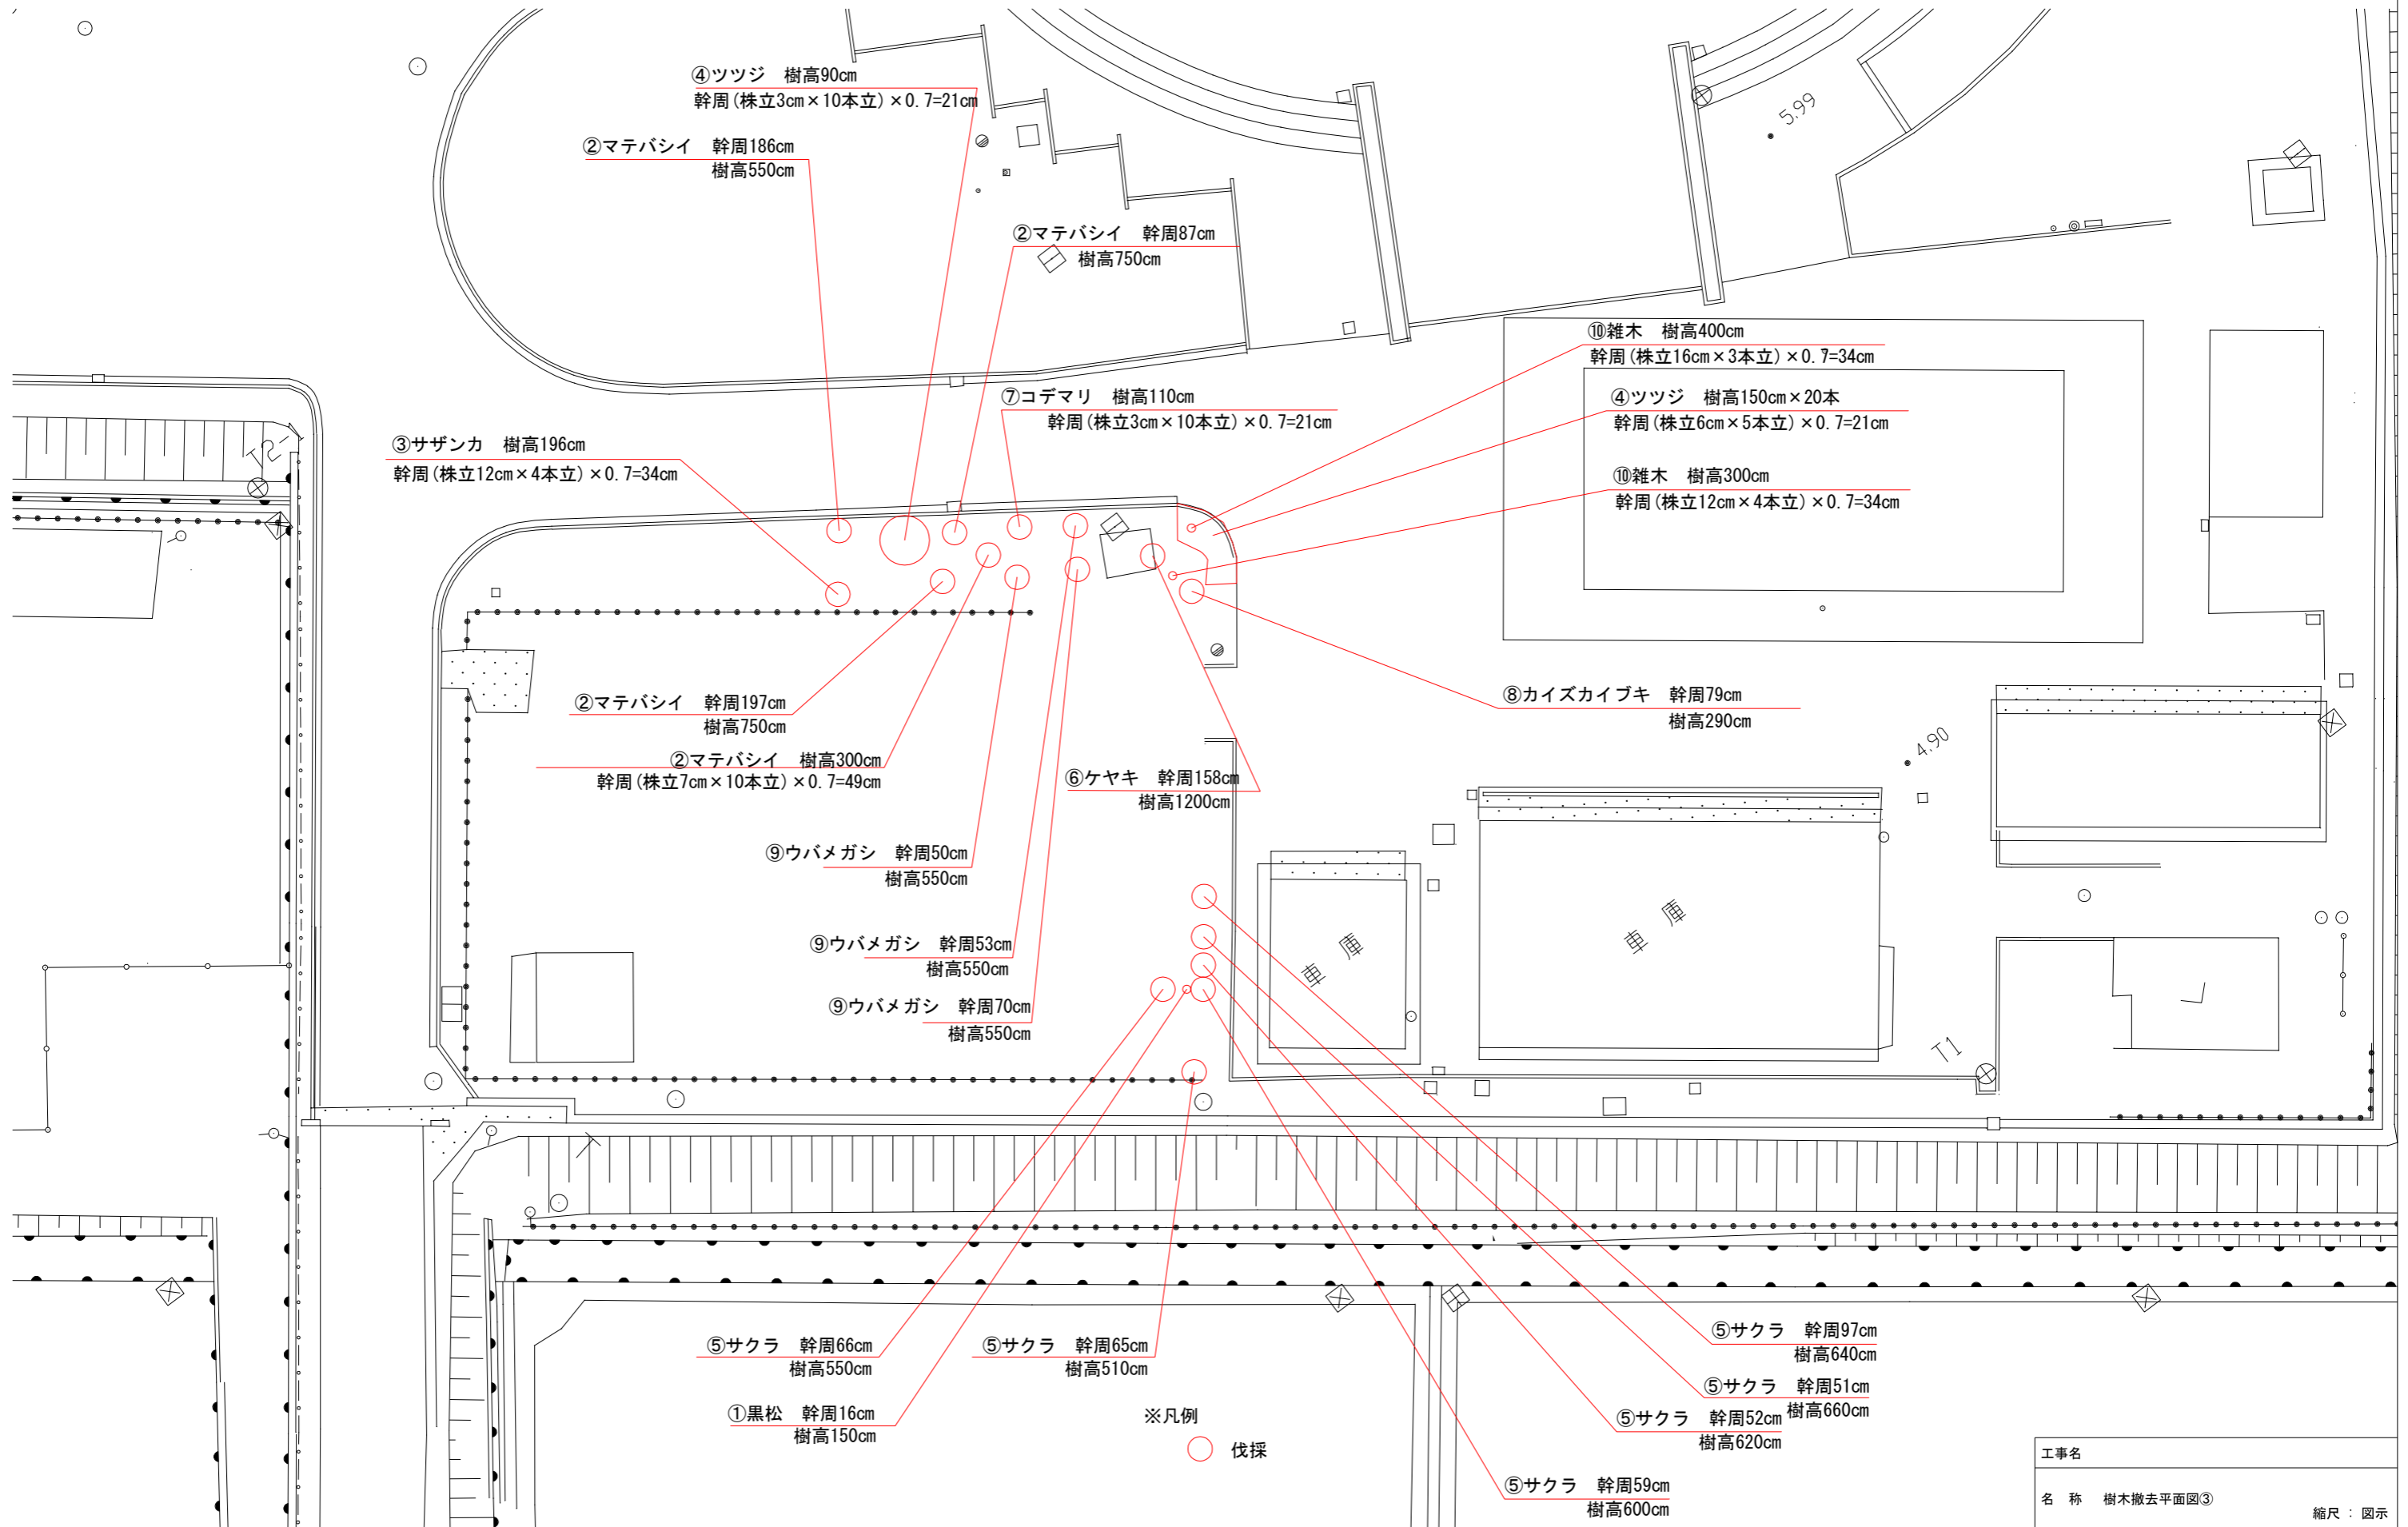 ④ツツジ 樹高90cm
幹周(株立3cm×10本立)×0.7=21cm
②マテバシイ 幹周186cm
樹高550cm
5.99
②マテバシイ 幹周87cm
樹高750cm
⑩雑木 樹高400cm
幹周(株立16cm×3本立)×0.7=34cm
⑦コデマリ 樹高110cm
幹周(株立3cm×10本立)×0.7=21cm
④ツツジ 樹高150cm×20本
幹周(株立6cm×5本立)×0.7=21cm
③サザンカ 樹高196cm
幹周(株立12cm×4本立)×0.7=34cm
T2-1
⑩雑木 樹高300cm
幹周(株立12cm×4本立)×0.7=34cm
②マテバシイ 幹周197cm
樹高750cm
⑧カイズカイブキ 幹周79cm
樹高290cm
②マテバシイ 樹高300cm
幹周(株立7cm×10本立)×0.7=49cm
4.90
⑥ケヤキ 幹周158cm
樹高1200cm
⑨ウバメガシ 幹周50cm
樹高550cm
⑨ウバメガシ 幹周53cm
樹高550cm
車庫
車庫
⑨ウバメガシ 幹周70cm
樹高550cm
T1
⑤サクラ 幹周66cm
樹高550cm
⑤サクラ 幹周65cm
樹高510cm
⑤サクラ 幹周97cm
樹高640cm
⑤サクラ 幹周51cm
樹高660cm
①黒松 幹周16cm
樹高150cm
※凡例
伐採
⑤サクラ 幹周52cm
樹高620cm
⑤サクラ 幹周59cm
樹高600cm
工事名
名 称 樹木撤去平面図③
縮尺 : 図示